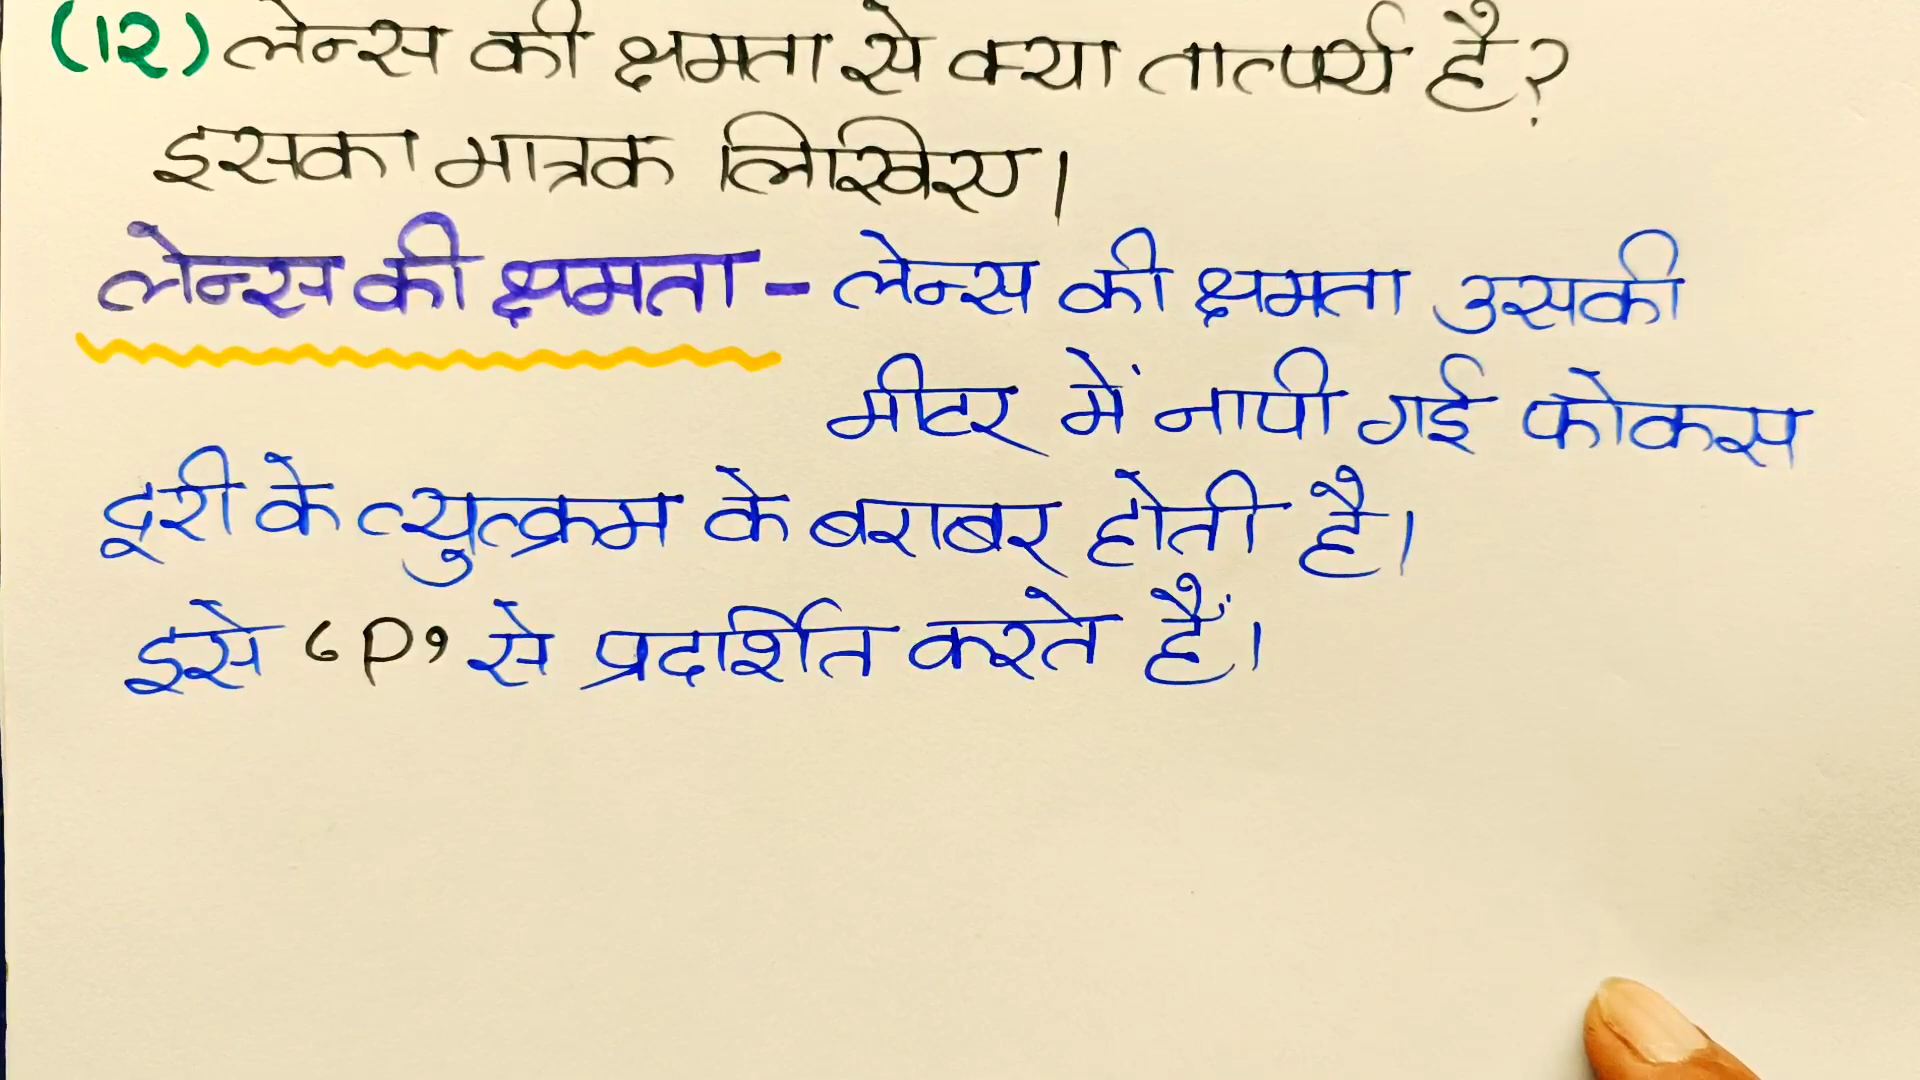 (12) लेन्स की क्षमता से क्या तात्पर्य है?
इसका मात्रक लिखिए।
लेन्स की क्षमता - लेन्स की क्षमता उसकी
मीटर में नापी गई फोकस
दूरी के व्युत्क्रम के बराबर होती है।
इसे 'P' से प्रदर्शित करते हैं।